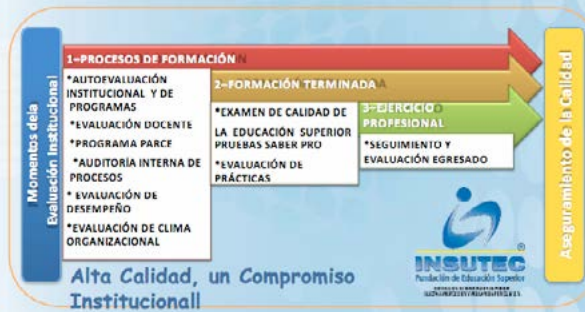 Momentos dela
Evaluación Institucional
1-PROCESOS DE FORMACIÓN
*AUTOEVALUACIÓN
INSTITUCIONAL Y DE
PROGRAMAS
*EVALUACIÓN DOCENTE
*PROGRAMA PARCE
*AUDITORÍA INTERNA DE
PROCESOS
* EVALUACIÓN DE
DESEMPEÑO
*EVALUACIÓN DE CLIMA
ORGANIZACIONAL
2-FORMACIÓN TERMINADA
*EXAMEN DE CALIDAD DE
LA EDUCACIÓN SUPERIOR
PRUEBAS SABER PRO
*EVALUACIÓN DE
PRÁCTICAS
3-EJERCICIO
PROFESIONAL
*SEGUIMIENTO Y
EVALUACIÓN EGRESADO
Aseguramiento de la Calidad
Alta Calidad, un Compromiso
Institucionall
INSUTEC
®
Fundación de Educación Superior